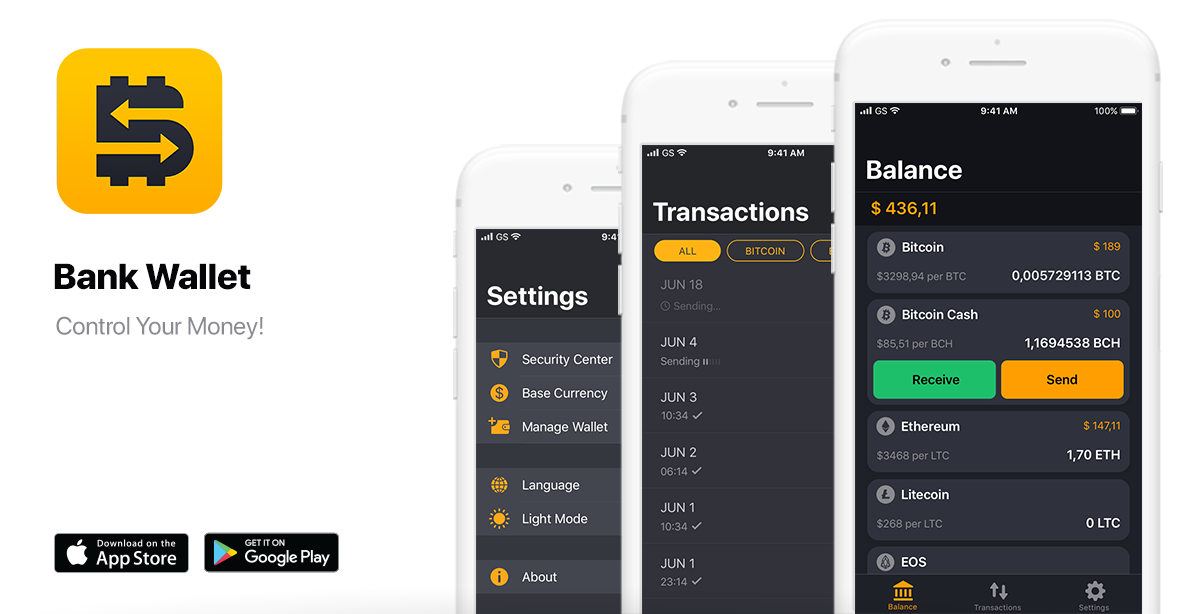 Bank Wallet
Control Your Money!
Download on the
App Store
GET IT ON
Google Play
GS 9:4
Settings
Security Center
Base Currency
Manage Wallet
Language
Light Mode
About
GS 9:41 AM
Transactions
ALL BITCOIN
JUN 18
Sending...
JUN 4
Sending
JUN 3
10:34
JUN 2
06:14
JUN 1
10:34
JUN 1
23:14
GS 9:41 AM 100%
Balance
$ 436,11
Bitcoin $ 189
$3298,94 per BTC 0,005729113 BTC
Bitcoin Cash $ 100
$85,51 per BCH 1,1694538 BCH
Receive Send
Ethereum $ 147,11
$3468 per LTC 1,70 ETH
Litecoin
$268 per LTC 0 LTC
EOS
Balance Transactions Settings